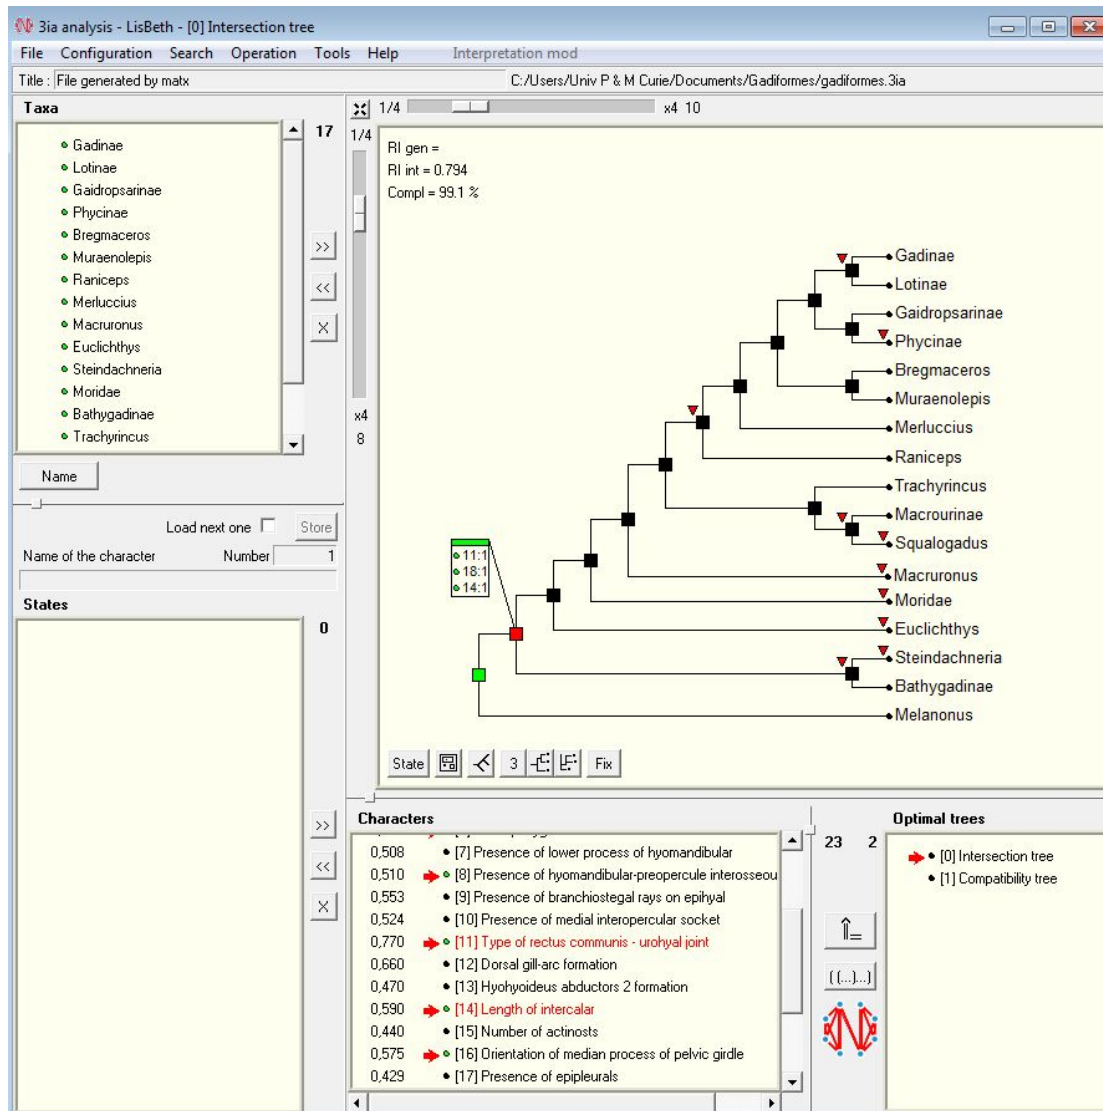 3ia analysis - LisBeth - [0] Intersection tree
File Configuration Search Operation Tools Help Interpretation mod
Title : File generated by matx C:/Users/Univ P & M Curie/Documents/Gadiformes/gadiformes.3ia
Taxa
17
Gadinae
Lotinae
Gaidropsarinae
Phycinae
Bregmaceros
Muraenolepis
Raniceps
Merluccius
Macruronus
Euclichthys
Steindachneria
Moridae
Bathygadinae
Trachyrincus
>>
<<
X
Name
Load next one Store
Name of the character Number 1
States
0
>>
<<
X
1/4 x4 10
1/4
x4
8
RI gen =
RI int = 0.794
Compl = 99.1 %
Gadinae
Lotinae
Gaidropsarinae
Phycinae
Bregmaceros
Muraenolepis
Merluccius
Raniceps
Trachyrincus
Macrourinae
Squalogadus
Macruronus
Moridae
Euclichthys
Steindachneria
Bathygadinae
Melanonus
11:1
18:1
14:1
State 3 Fix
Characters
23 2
0,508 [7] Presence of lower process of hyomandibular
0,510 [8] Presence of hyomandibular-preopercule interosseou
0,553 [9] Presence of branchiostegal rays on epihyal
0,524 [10] Presence of medial interopercular socket
0,770 [11] Type of rectus communis - urohyal joint
0,660 [12] Dorsal gill-arc formation
0,470 [13] Hyohyoideus abductors 2 formation
0,590 [14] Length of intercalar
0,440 [15] Number of actinosts
0,575 [16] Orientation of median process of pelvic girdle
0,429 [17] Presence of epipleurals
((...)...)
Optimal trees
[0] Intersection tree
[1] Compatibility tree